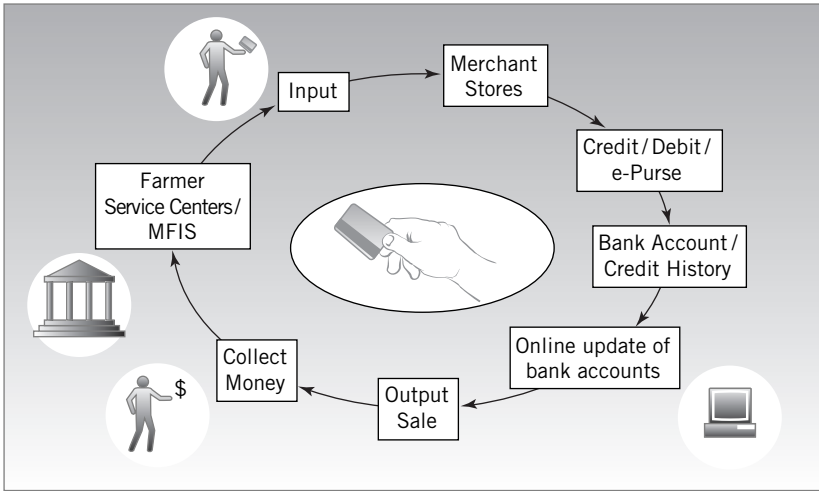 Input
Merchant
Stores
Credit / Debit /
e-Purse
Bank Account /
Credit History
Online update of
bank accounts
Output
Sale
Collect
Money
$
Farmer
Service Centers /
MFIS